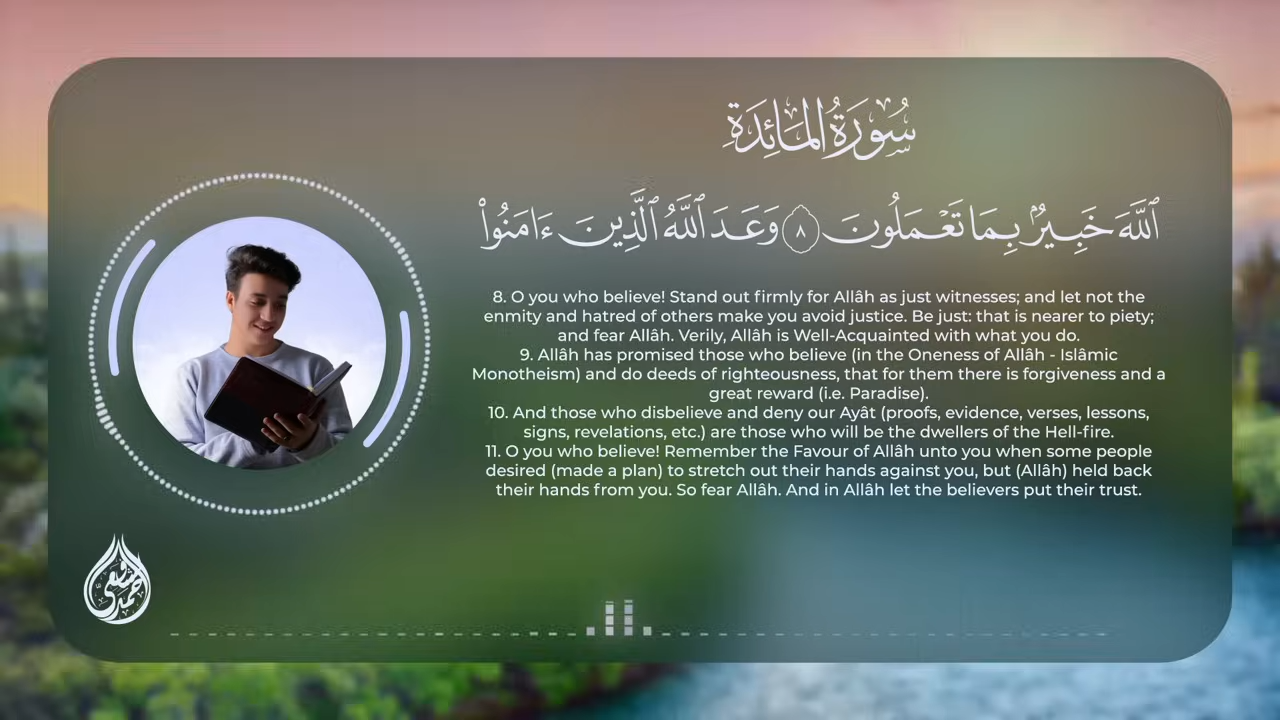 سُورَةُ المَائِدَة
ٱللَّهَ خَبِيرٌۢ بِمَا تَعْمَلُونَ ٨ وَعَدَ ٱللَّهُ ٱلَّذِينَ ءَامَنُوا۟
8. O you who believe! Stand out firmly for Allâh as just witnesses; and let not the
enmity and hatred of others make you avoid justice. Be just: that is nearer to piety;
and fear Allâh. Verily, Allâh is Well-Acquainted with what you do.
9. Allâh has promised those who believe (in the Oneness of Allâh - Islâmic
Monotheism) and do deeds of righteousness, that for them there is forgiveness and a
great reward (i.e. Paradise).
10. And those who disbelieve and deny our Ayât (proofs, evidence, verses, lessons,
signs, revelations, etc.) are those who will be the dwellers of the Hell-fire.
11. O you who believe! Remember the Favour of Allâh unto you when some people
desired (made a plan) to stretch out their hands against you, but (Allâh) held back
their hands from you. So fear Allâh. And in Allâh let the believers put their trust.